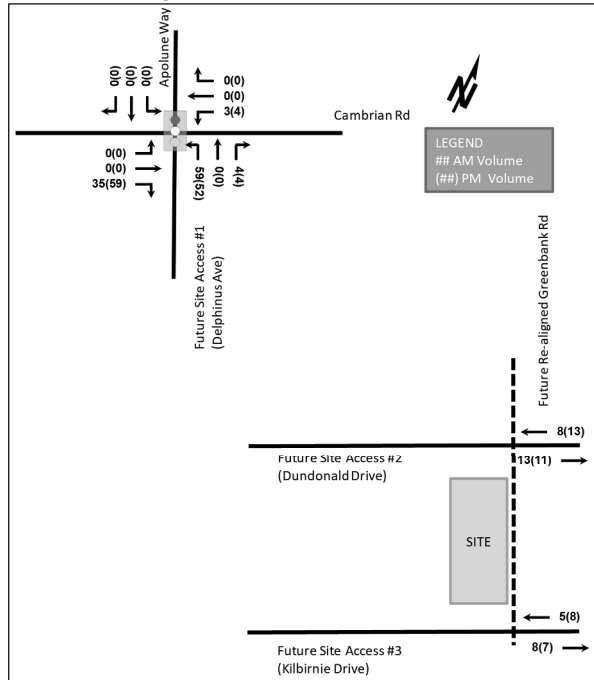 Apolune Way
0(0)
0(0)
0(0)
0(0)
0(0)
3(4)
Cambrian Rd
0(0)
0(0)
35(59)
59(52)
0(0)
4(4)
Future Site Access #1
(Delphinus Ave)
N
LEGEND
## AM Volume
(##) PM Volume
Future Re-aligned Greenbank Rd
8(13)
13(11)
Future Site Access #2
(Dundonald Drive)
SITE
5(8)
8(7)
Future Site Access #3
(Kilbirnie Drive)